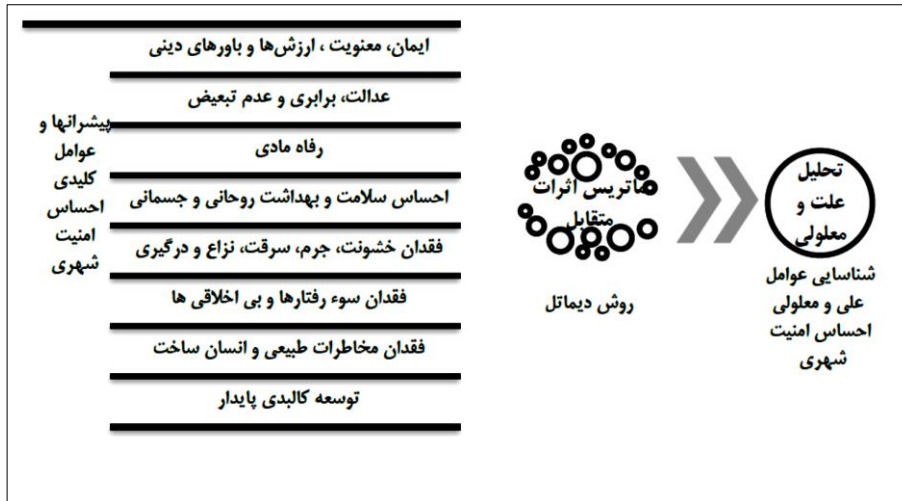 پیشرانها و
عوامل
کلیدی
احساس
امنیت
شهری
ایمان، معنویت ، ارزش‌ها و باورهای دینی
عدالت، برابری و عدم تبعیض
رفاه مادی
احساس سلامت و بهداشت روحانی و جسمانی
فقدان خشونت، جرم، سرقت، نزاع و درگیری
فقدان سوء رفتارها و بی اخلاقی ها
فقدان مخاطرات طبیعی و انسان ساخت
توسعه کالبدی پایدار
ماتریس اثرات
متقابل
روش دیماتل
تحلیل
علت و
معلولی
شناسایی عوامل
علی و معلولی
احساس امنیت
شهری